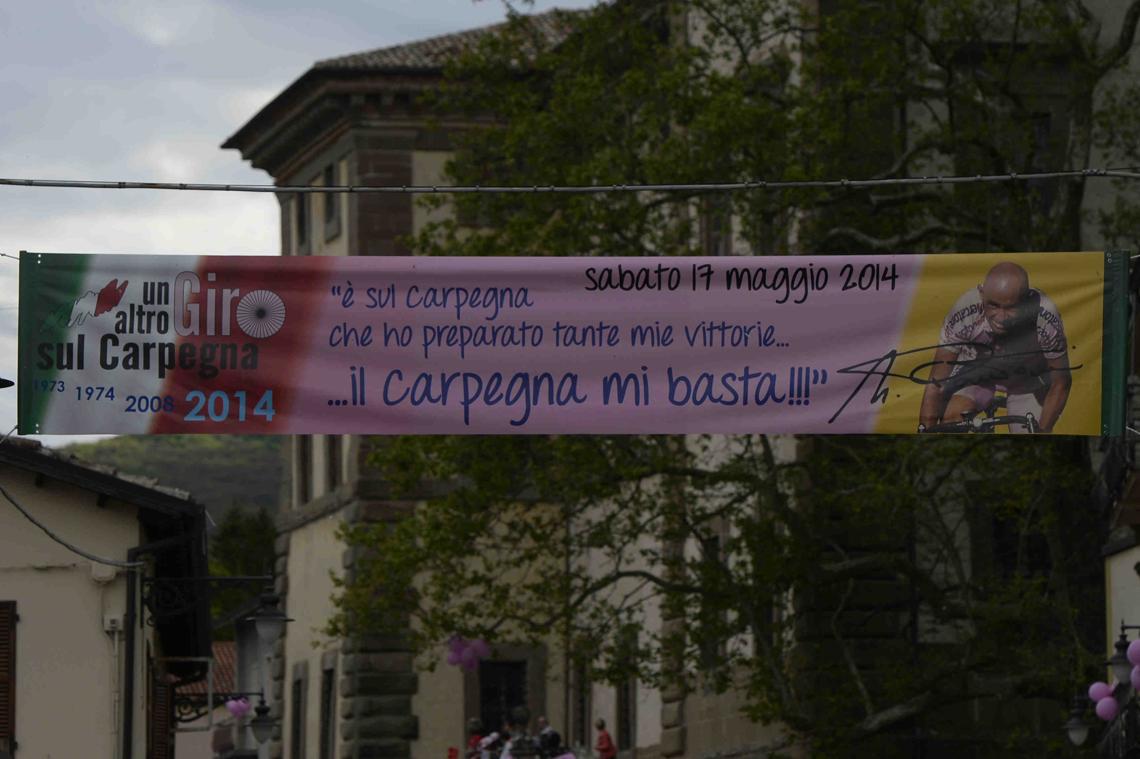 un
altro Giro
sul Carpegna
1973 1974 2008 2014
sabato 17 maggio 2014
"è sul Carpegna
che ho preparato tante mie vittorie...
...il Carpegna mi basta!!!"